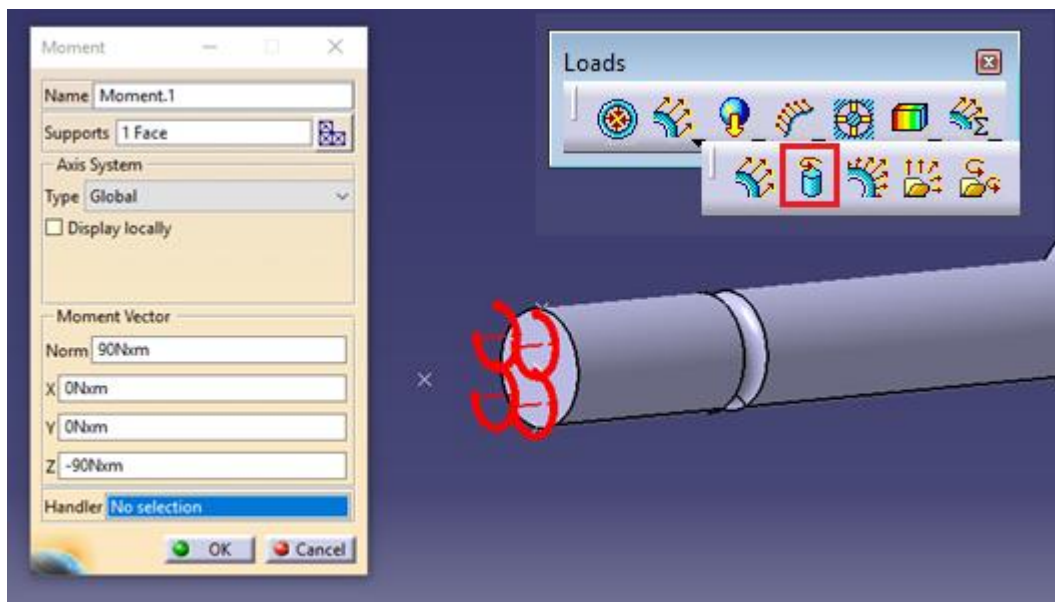 Moment
Name Moment.1
Supports 1 Face
Axis System
Type Global
Display locally
Moment Vector
Norm 90Nxm
X 0Nxm
Y 0Nxm
Z -90Nxm
Handler No selection
OK Cancel
Loads
Σ